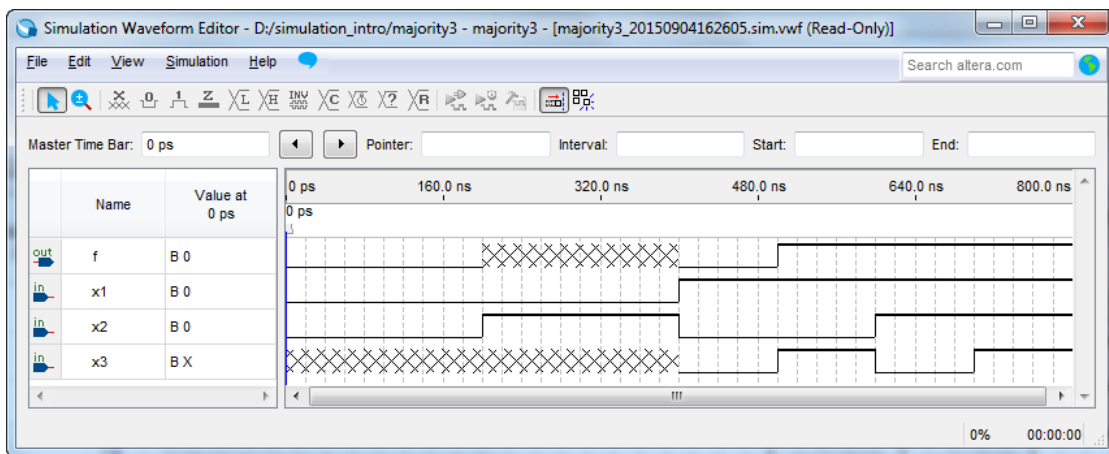 Simulation Waveform Editor - D:/simulation_intro/majority3 - majority3 - [majority3_20150904162605.sim.vwf (Read-Only)]
File Edit View Simulation Help Search altera.com
Master Time Bar: 0 ps Pointer: Interval: Start: End:
Name Value at 0 ps
0 ps 160.0 ns 320.0 ns 480.0 ns 640.0 ns 800.0 ns
0 ps
out f B 0
in x1 B 0
in x2 B 0
in x3 B X
0% 00:00:00